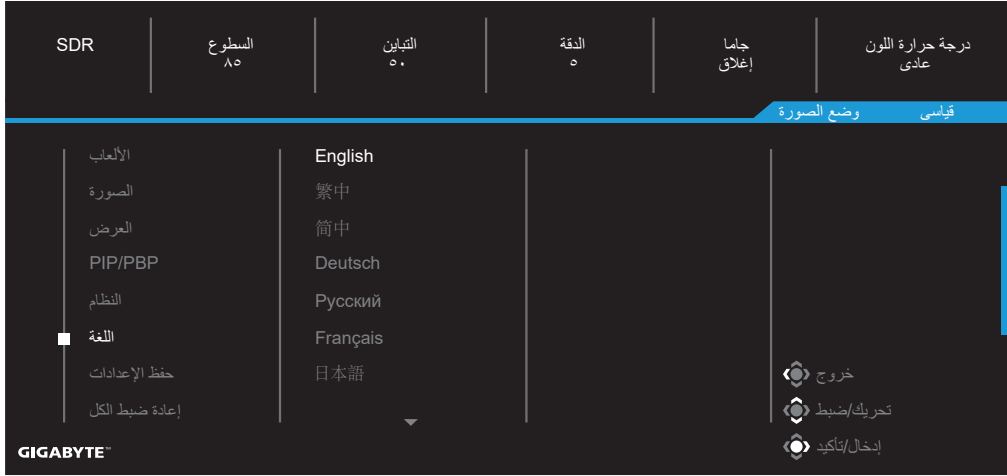 SDR
السطوع
٨٥
التباين
٥٠
الدقة
٥
جاما
إغلاق
درجة حرارة اللون
عادى
وضع الصورة
قياسى
الألعاب
الصورة
العرض
PIP/PBP
النظام
اللغة
حفظ الإعدادات
إعادة ضبط الكل
English
繁中
简中
Deutsch
Русский
Français
日本語
خروج
تحريك/ضبط
إدخال/تأكيد
GIGABYTE™